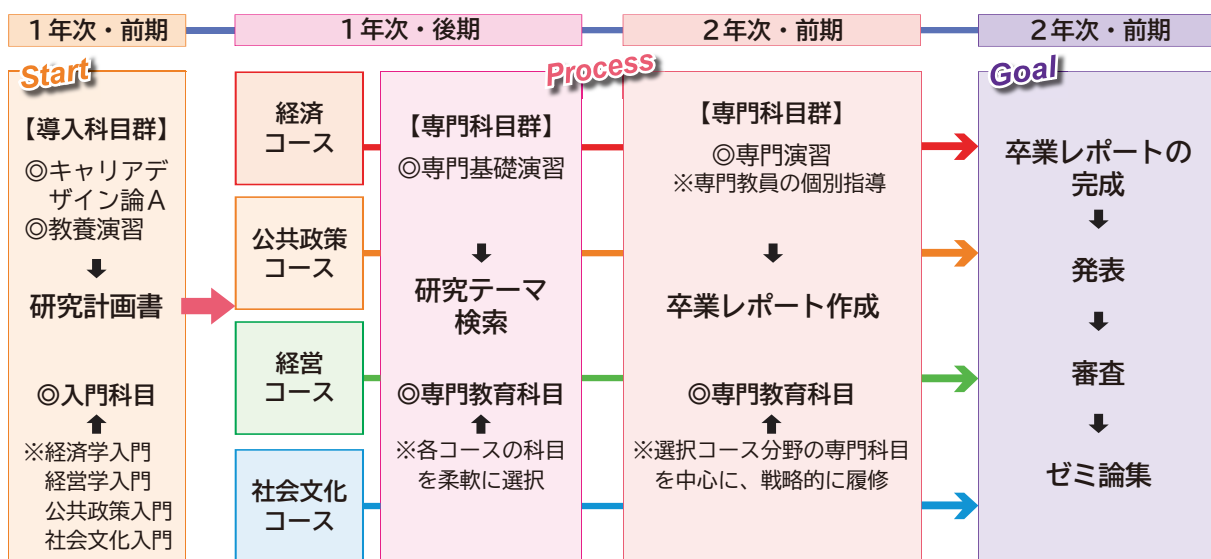 1年次・前期
1年次・後期
2年次・前期
2年次・前期
Start
Process
Goal
【導入科目群】
◎キャリアデ
ザイン論A
◎教養演習
⬇
研究計画書
◎入門科目
⬆
※経済学入門
経営学入門
公共政策入門
社会文化入門
経済
コース
公共政策
コース
経営
コース
社会文化
コース
【専門科目群】
◎専門基礎演習
⬇
研究テーマ
検索
◎専門教育科目
⬆
※各コースの科目
を柔軟に選択
【専門科目群】
◎専門演習
※専門教員の個別指導
⬇
卒業レポート作成
◎専門教育科目
⬆
※選択コース分野の専門科目
を中心に、戦略的に履修
卒業レポートの
完成
⬇
発表
⬇
審査
⬇
ゼミ論集